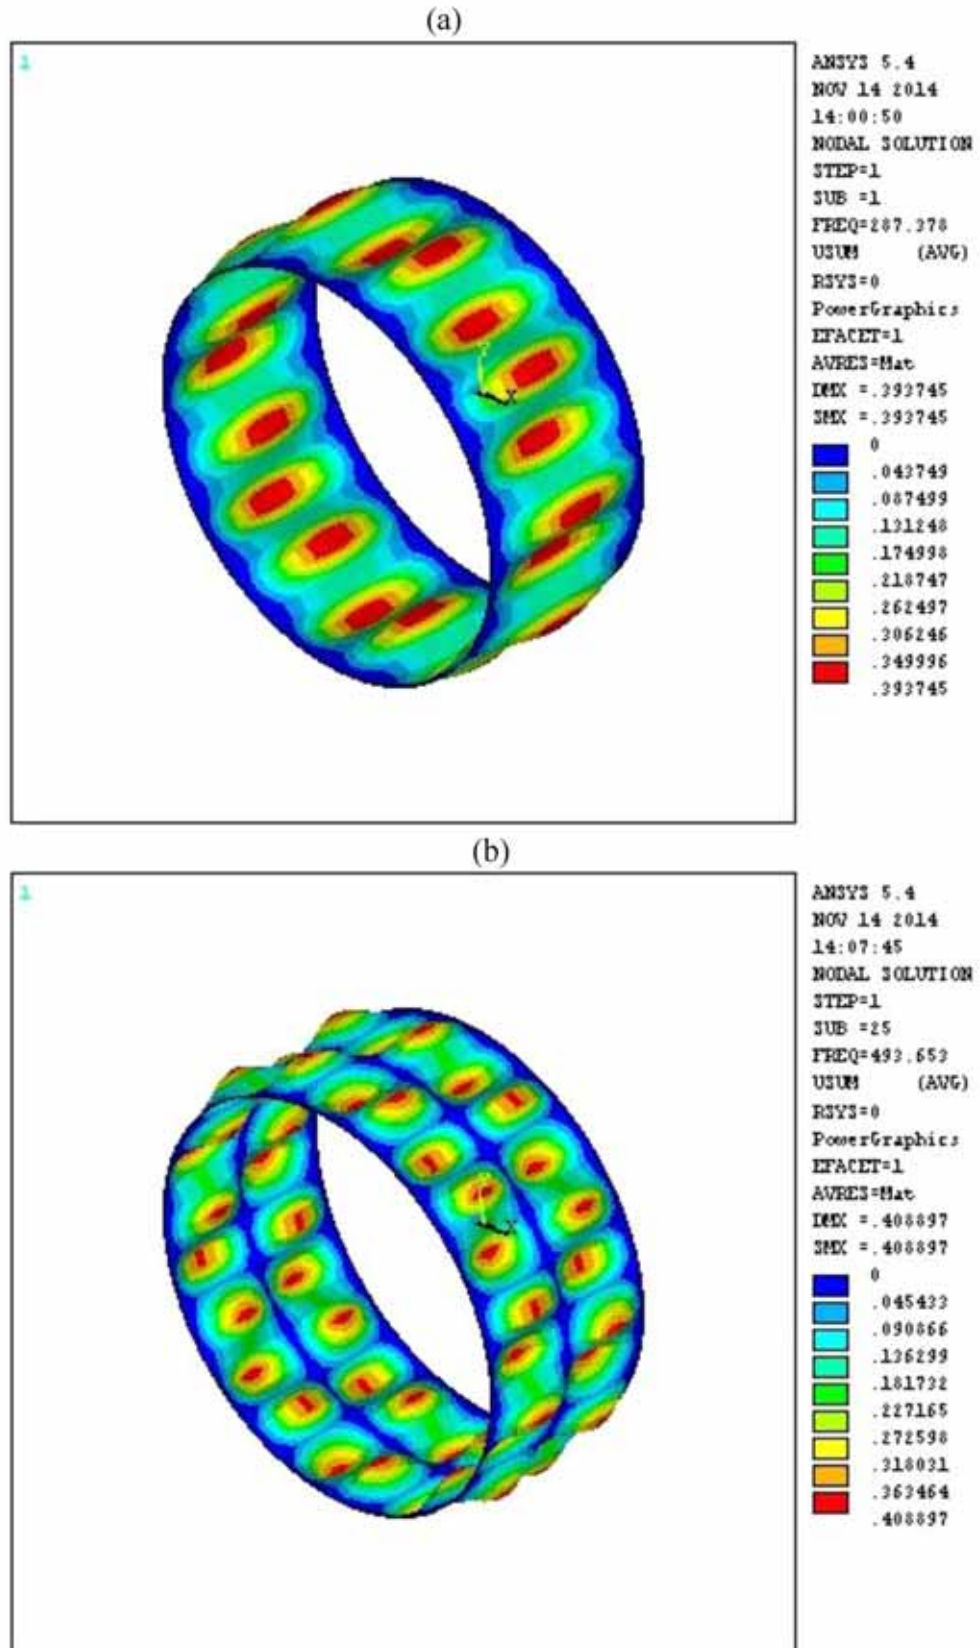 (a)
1
ANSYS 5.4
NOV 14 2014
14:00:50
NODAL SOLUTION
STEP=1
SUB =1
FREQ=287.378
USUM (AVG)
RSYS=0
PowerGraphics
EFACET=1
AVRES=Mat
DMX =.393745
SMX =.393745
0
.043749
.087499
.131248
.174998
.218747
.262497
.306246
.349996
.393745
X
(b)
1
ANSYS 5.4
NOV 14 2014
14:07:45
NODAL SOLUTION
STEP=1
SUB =25
FREQ=493.653
USUM (AVG)
RSYS=0
PowerGraphics
EFACET=1
AVRES=Mat
DMX =.408897
SMX =.408897
0
.045433
.090866
.136299
.181732
.227165
.272598
.318031
.363464
.408897
X